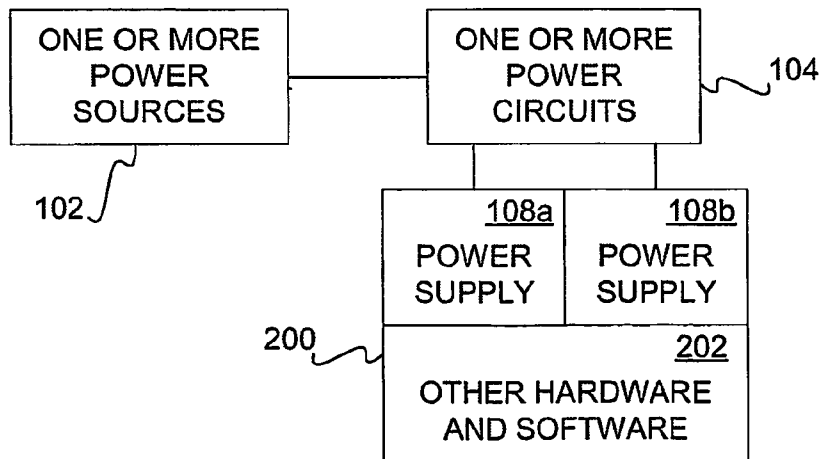 ONE OR MORE
POWER
SOURCES
102
ONE OR MORE
POWER
CIRCUITS
104
108a
POWER
SUPPLY
108b
POWER
SUPPLY
200
202
OTHER HARDWARE
AND SOFTWARE